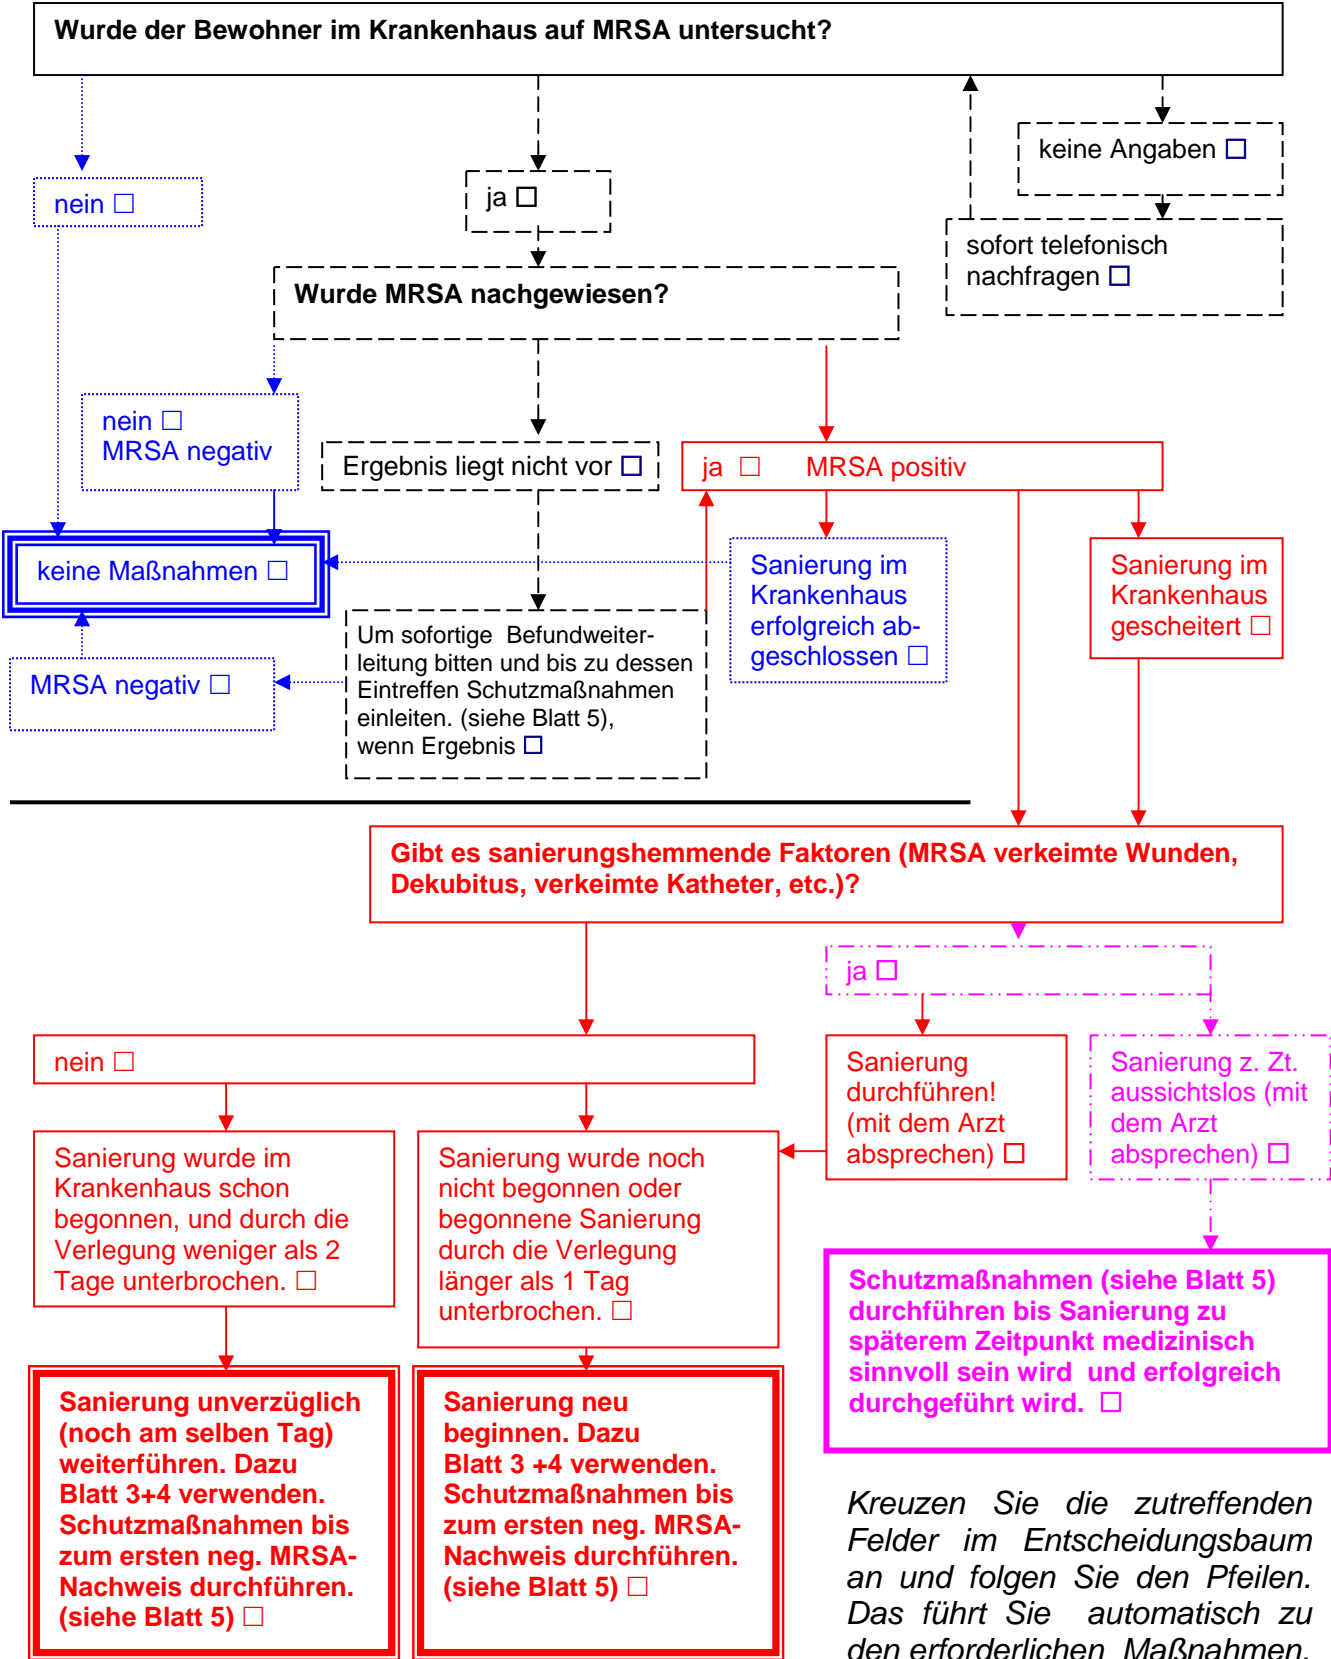 Wurde der Bewohner im Krankenhaus auf MRSA untersucht?
nein ☐
ja ☐
keine Angaben ☐
sofort telefonisch
nachfragen ☐
Wurde MRSA nachgewiesen?
nein ☐
MRSA negativ
Ergebnis liegt nicht vor ☐
ja ☐ MRSA positiv
keine Maßnahmen ☐
Sanierung im
Krankenhaus
erfolgreich ab-
geschlossen ☐
Sanierung im
Krankenhaus
gescheitert ☐
MRSA negativ ☐
Um sofortige Befundweiter-
leitung bitten und bis zu dessen
Eintreffen Schutzmaßnahmen
einleiten. (siehe Blatt 5),
wenn Ergebnis ☐
Gibt es sanierungshemmende Faktoren (MRSA verkeimte Wunden,
Dekubitus, verkeimte Katheter, etc.)?
ja ☐
nein ☐
Sanierung
durchführen!
(mit dem Arzt
absprechen) ☐
Sanierung z. Zt.
aussichtslos (mit
dem Arzt
absprechen) ☐
Sanierung wurde im
Krankenhaus schon
begonnen, und durch die
Verlegung weniger als 2
Tage unterbrochen. ☐
Sanierung wurde noch
nicht begonnen oder
begonnene Sanierung
durch die Verlegung
länger als 1 Tag
unterbrochen. ☐
Schutzmaßnahmen (siehe Blatt 5)
durchführen bis Sanierung zu
späterem Zeitpunkt medizinisch
sinnvoll sein wird und erfolgreich
durchgeführt wird. ☐
Sanierung unverzüglich
(noch am selben Tag)
weiterführen. Dazu
Blatt 3+4 verwenden.
Schutzmaßnahmen bis
zum ersten neg. MRSA-
Nachweis durchführen.
(siehe Blatt 5) ☐
Sanierung neu
beginnen. Dazu
Blatt 3 +4 verwenden.
Schutzmaßnahmen bis
zum ersten neg. MRSA-
Nachweis durchführen.
(siehe Blatt 5) ☐
Kreuzen Sie die zutreffenden
Felder im Entscheidungsbaum
an und folgen Sie den Pfeilen.
Das führt Sie automatisch zu
den erforderlichen Maßnahmen.